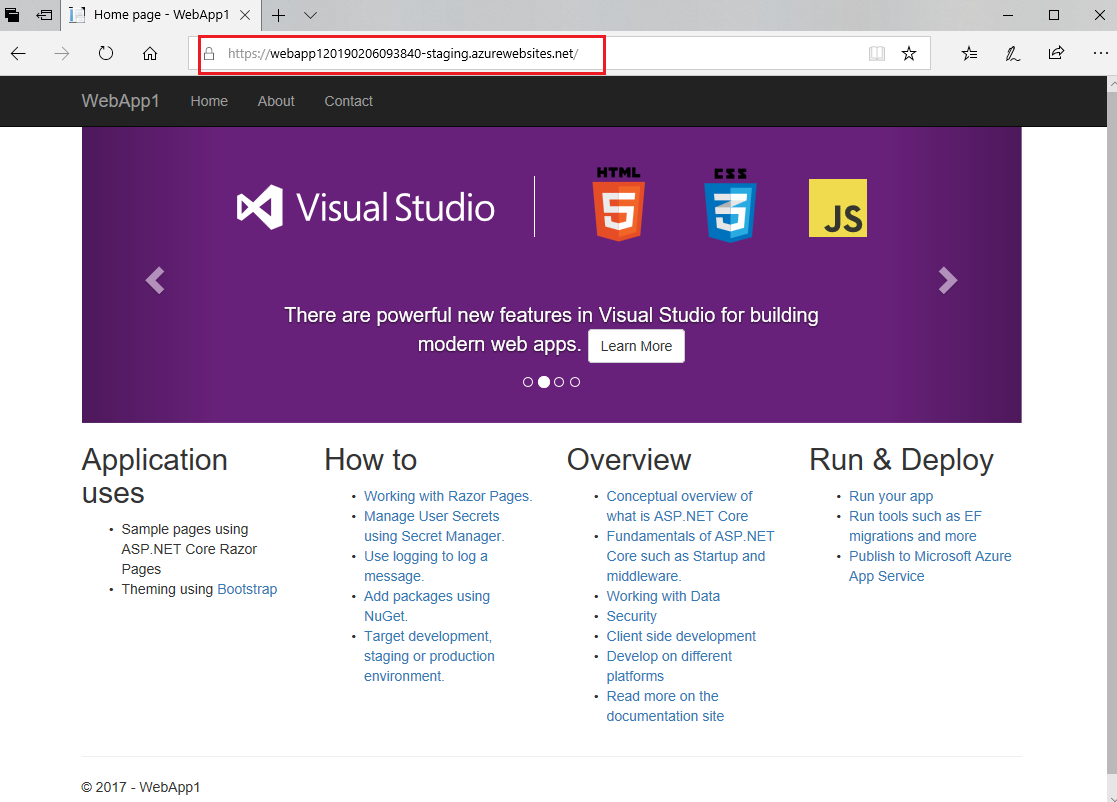 Home page - WebApp1
https://webapp120190206093840-staging.azurewebsites.net/
WebApp1 Home About Contact
Visual Studio
HTML
5
CSS
3
JS
There are powerful new features in Visual Studio for building
modern web apps. Learn More
Application
uses
Sample pages using
ASP.NET Core Razor
Pages
Theming using Bootstrap
How to
Working with Razor Pages.
Manage User Secrets
using Secret Manager.
Use logging to log a
message.
Add packages using
NuGet.
Target development,
staging or production
environment.
Overview
Conceptual overview of
what is ASP.NET Core
Fundamentals of ASP.NET
Core such as Startup and
middleware.
Working with Data
Security
Client side development
Develop on different
platforms
Read more on the
documentation site
Run & Deploy
Run your app
Run tools such as EF
migrations and more
Publish to Microsoft Azure
App Service
© 2017 - WebApp1